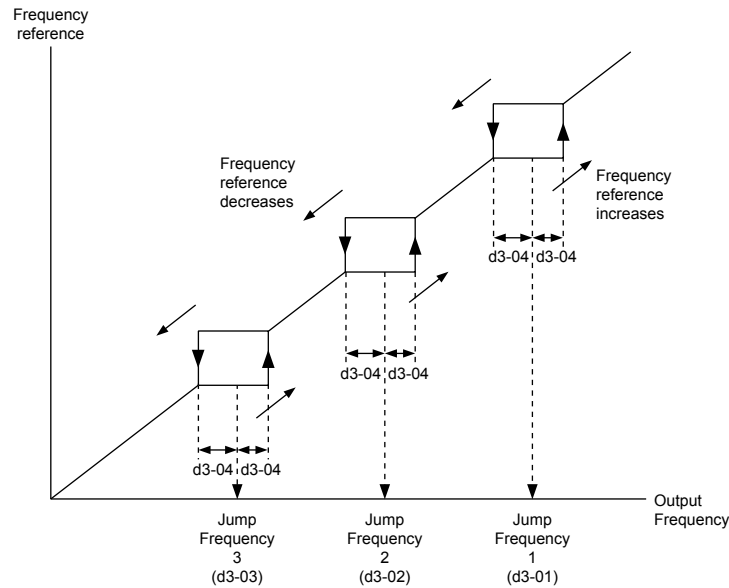 Frequency
reference
Frequency
reference
decreases
Frequency
reference
increases
d3-04
d3-04
d3-04
d3-04
d3-04
d3-04
Output
Frequency
Jump
Frequency
3
(d3-03)
Jump
Frequency
2
(d3-02)
Jump
Frequency
1
(d3-01)